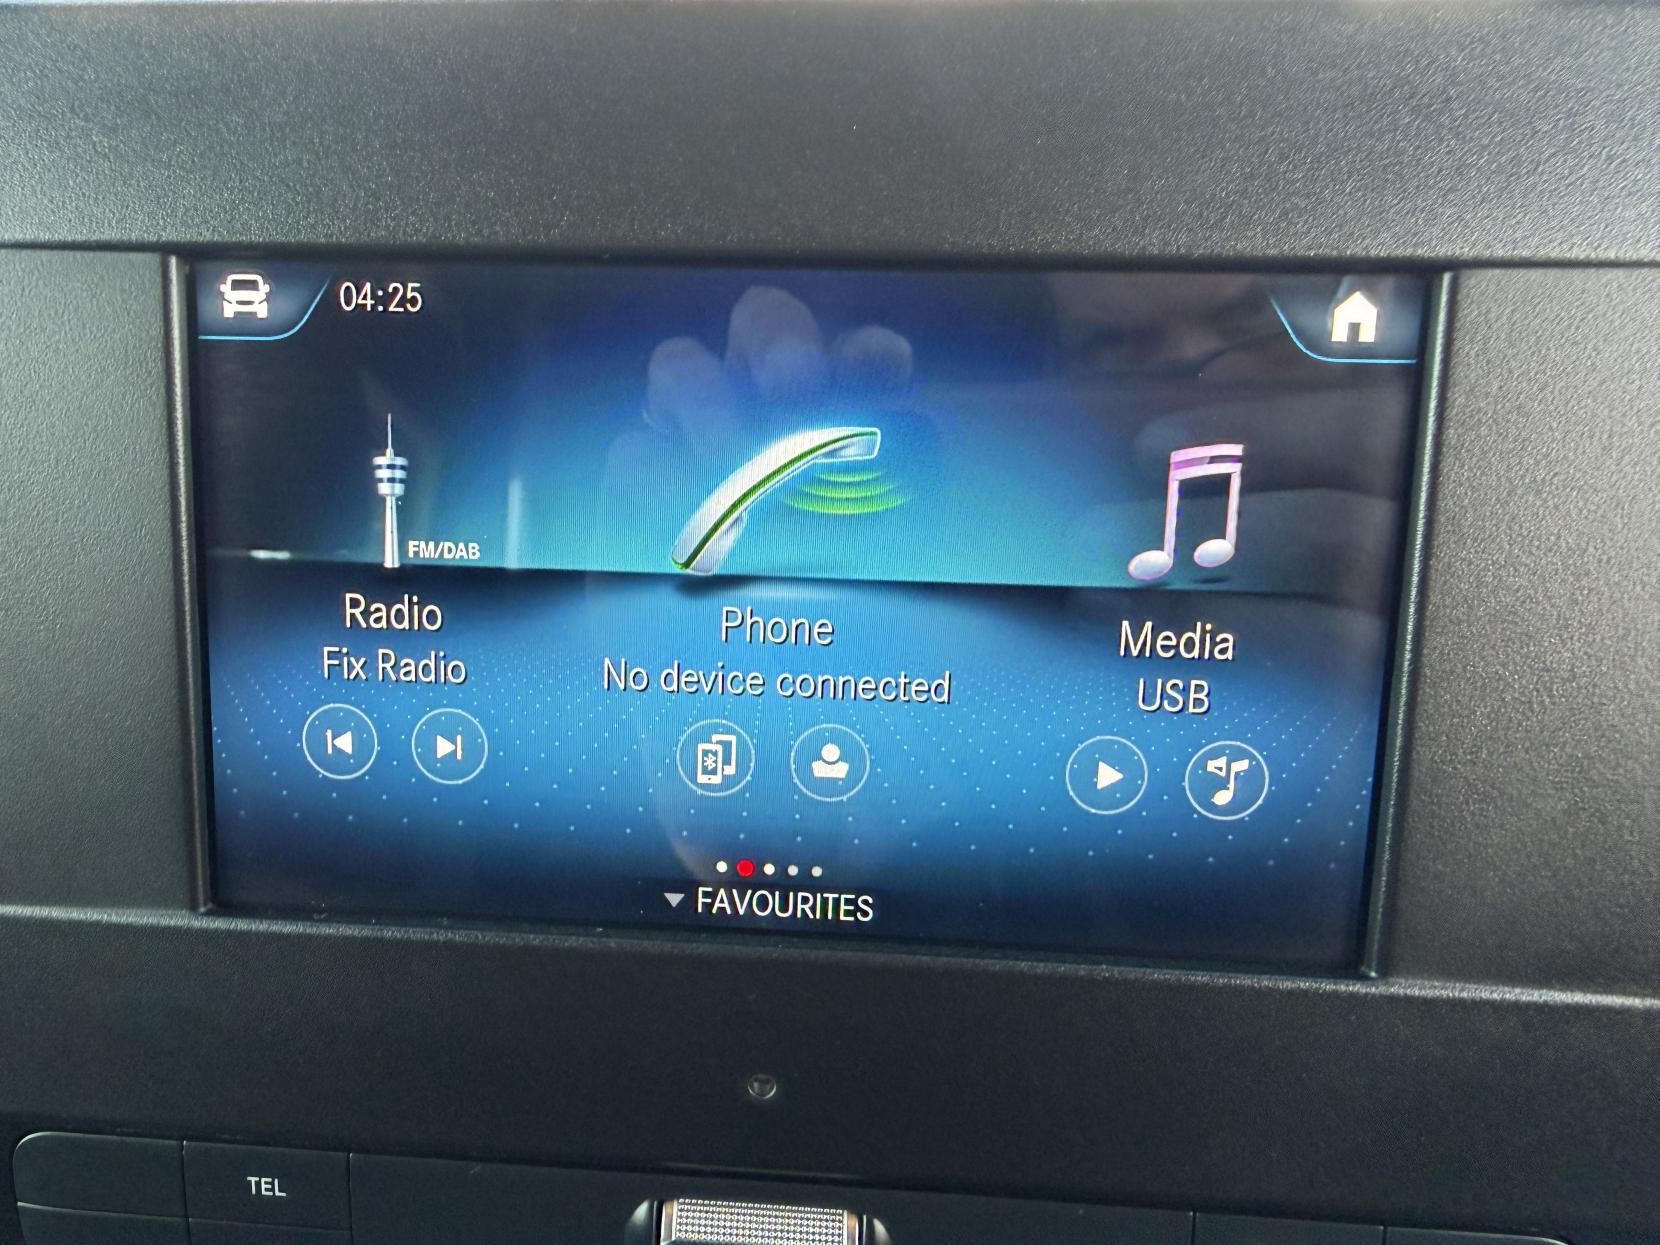 04:25
FM/DAB
Radio
Fix Radio
Phone
No device connected
Media
USB
FAVOURITES
TEL